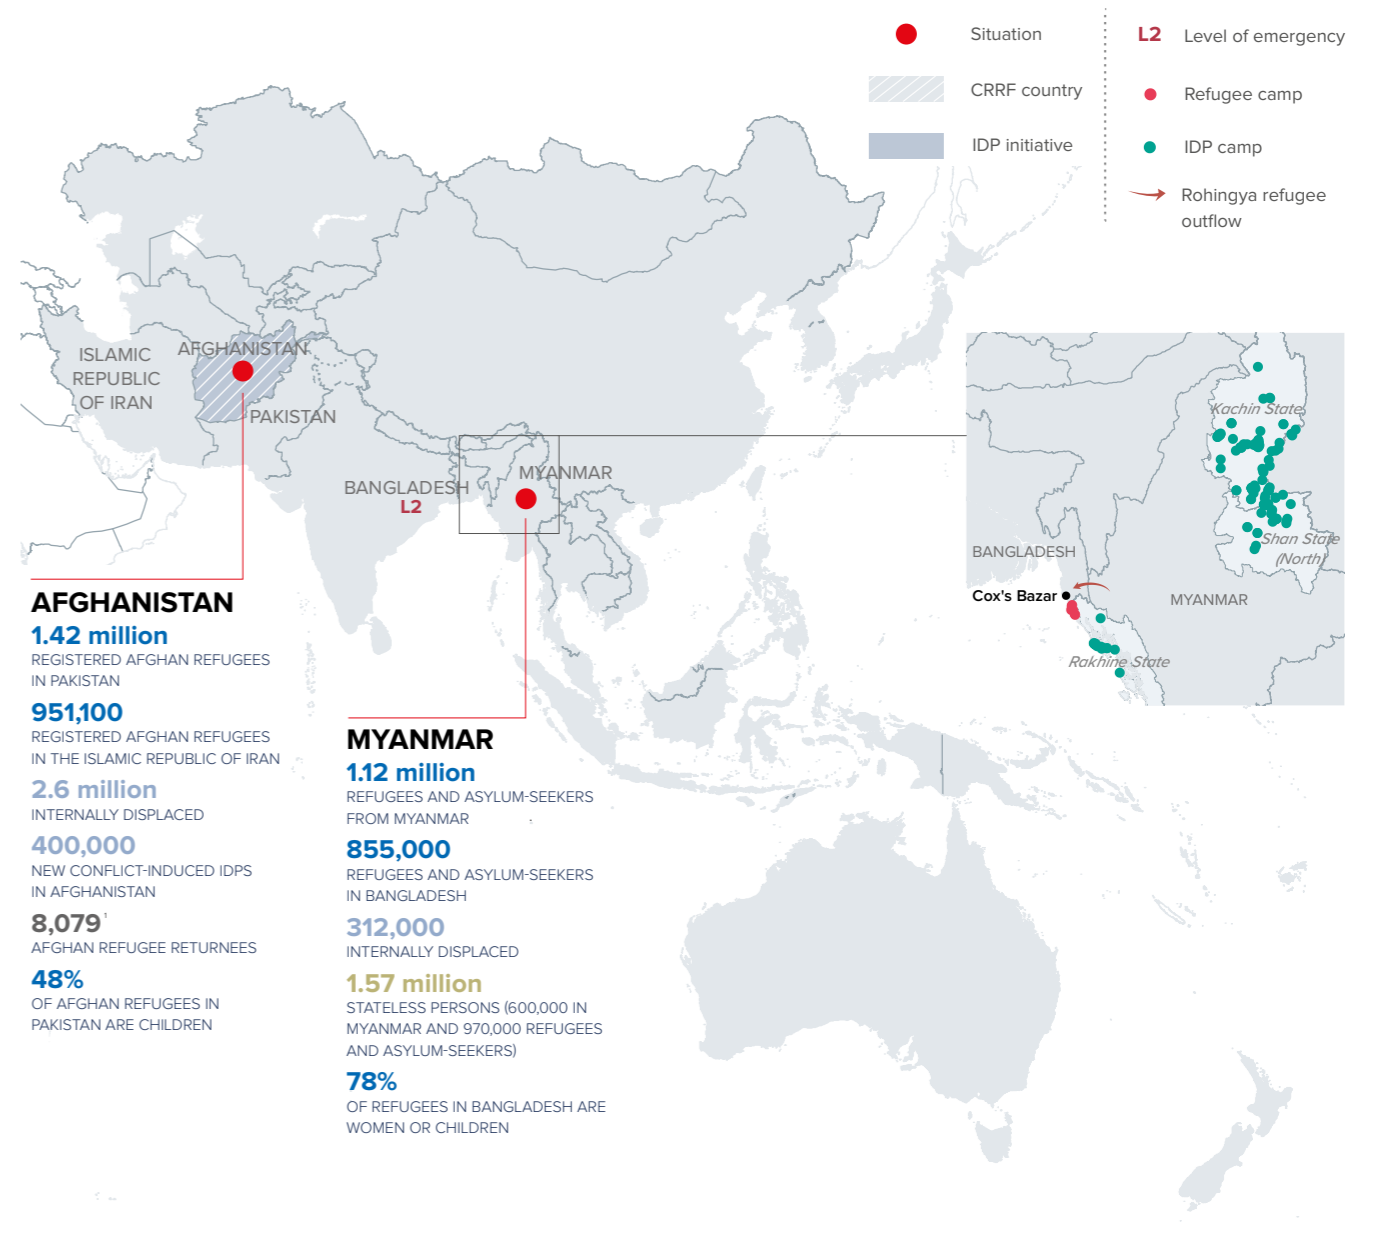 Situation
CRRF country
IDP initiative
L2 Level of emergency
Refugee camp
IDP camp
Rohingya refugee
outflow
ISLAMIC
REPUBLIC
OF IRAN
AFGHANISTAN
PAKISTAN
BANGLADESH
L2
MYANMAR
Kachin State
Shan State
(North)
BANGLADESH
Cox's Bazar
MYANMAR
Rakhine State
AFGHANISTAN
1.42 million
REGISTERED AFGHAN REFUGEES
IN PAKISTAN
951,100
REGISTERED AFGHAN REFUGEES
IN THE ISLAMIC REPUBLIC OF IRAN
2.6 million
INTERNALLY DISPLACED
400,000
NEW CONFLICT-INDUCED IDPS
IN AFGHANISTAN
8,079 1
AFGHAN REFUGEE RETURNEES
48%
OF AFGHAN REFUGEES IN
PAKISTAN ARE CHILDREN
MYANMAR
1.12 million
REFUGEES AND ASYLUM-SEEKERS
FROM MYANMAR
855,000
REFUGEES AND ASYLUM-SEEKERS
IN BANGLADESH
312,000
INTERNALLY DISPLACED
1.57 million
STATELESS PERSONS (600,000 IN
MYANMAR AND 970,000 REFUGEES
AND ASYLUM-SEEKERS)
78%
OF REFUGEES IN BANGLADESH ARE
WOMEN OR CHILDREN